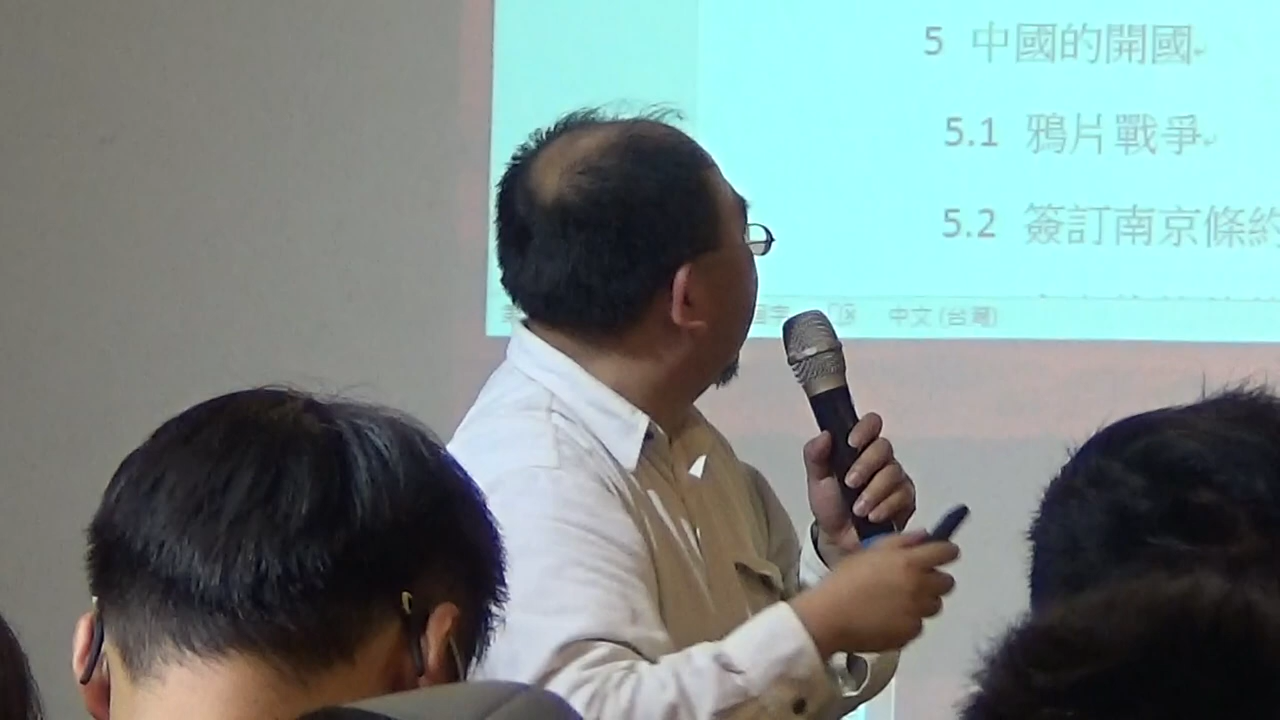 5 中國的開國
5.1 鴉片戰爭
5.2 簽訂南京條約
中文 (台灣)